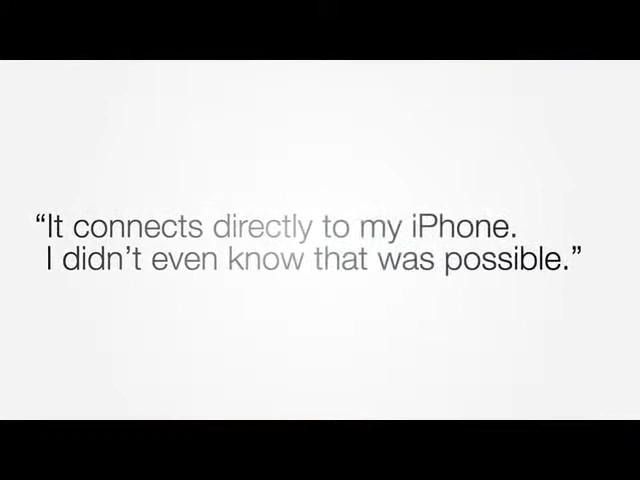 “It connects directly to my iPhone.
I didn’t even know that was possible.”